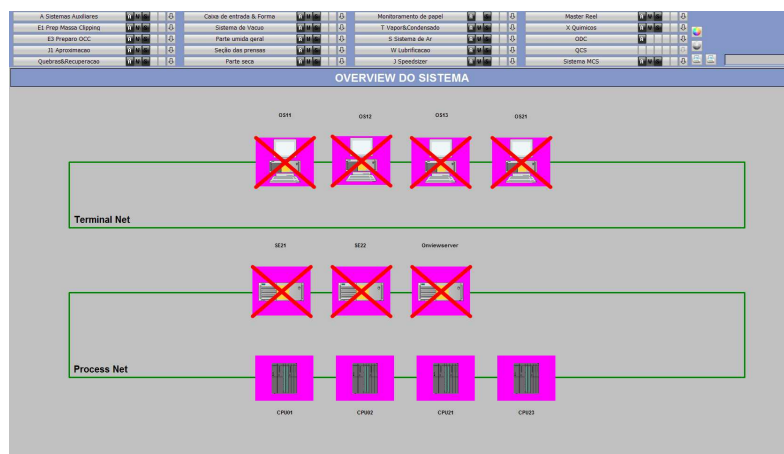 A Sistemas Auxiliares Caixa de entrada & Forma Monitoramento de papel Master Reel
E1 Prep Massa Clipping Sistema de Vacuo T Vapor&Condensado X Quimicos
E3 Preparo OCC Parte umida geral S Sistema de Ar ODC
J1 Aproximacao Seção das prensas W Lubrificacao QCS
Quebras&Recuperacao Parte seca J Speedsizer Sistema MCS
OVERVIEW DO SISTEMA
OS11 OS12 OS13 OS21
Terminal Net
SE21 SE22 Onviewserver
Process Net
CPU01 CPU02 CPU21 CPU23